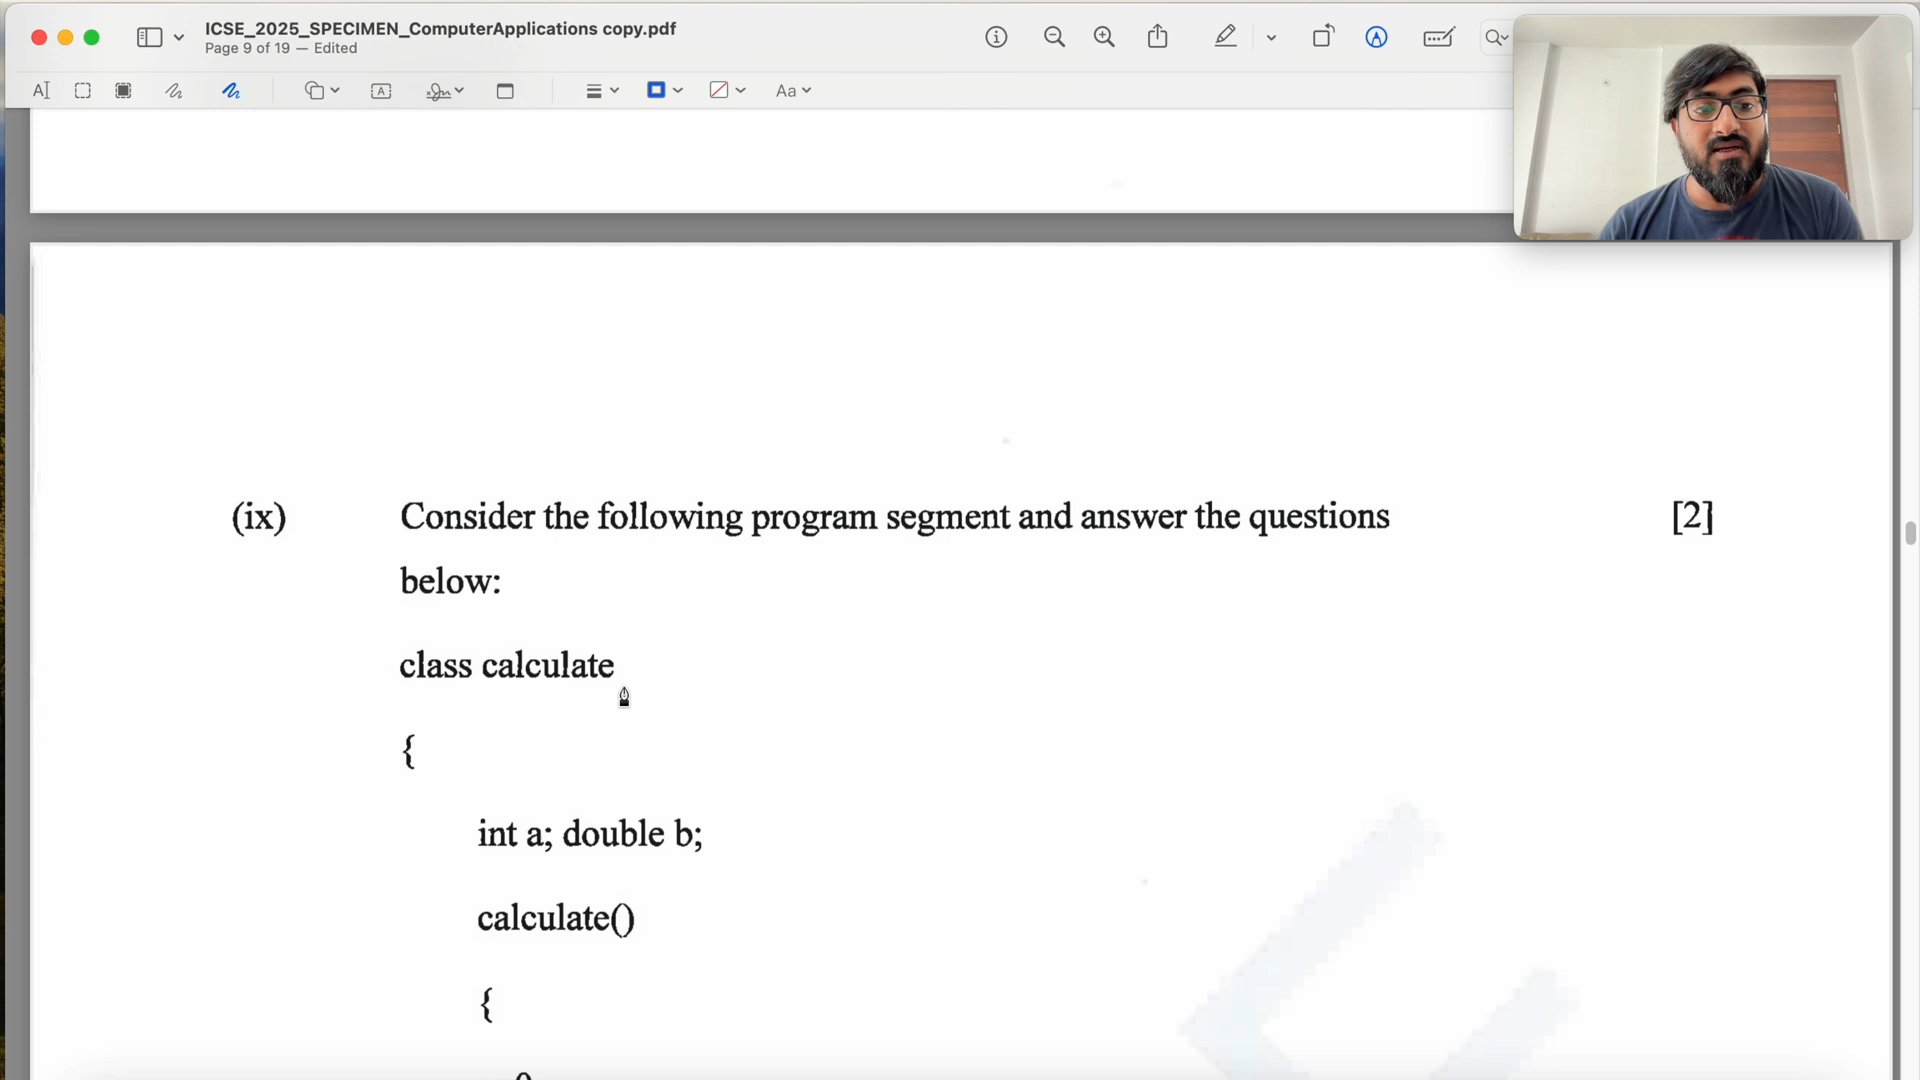 ICSE_2025_SPECIMEN_ComputerApplications copy.pdf
Page 9 of 19 — Edited
Aa
(ix) Consider the following program segment and answer the questions [2]
below:
class calculate
{
int a; double b;
calculate()
{